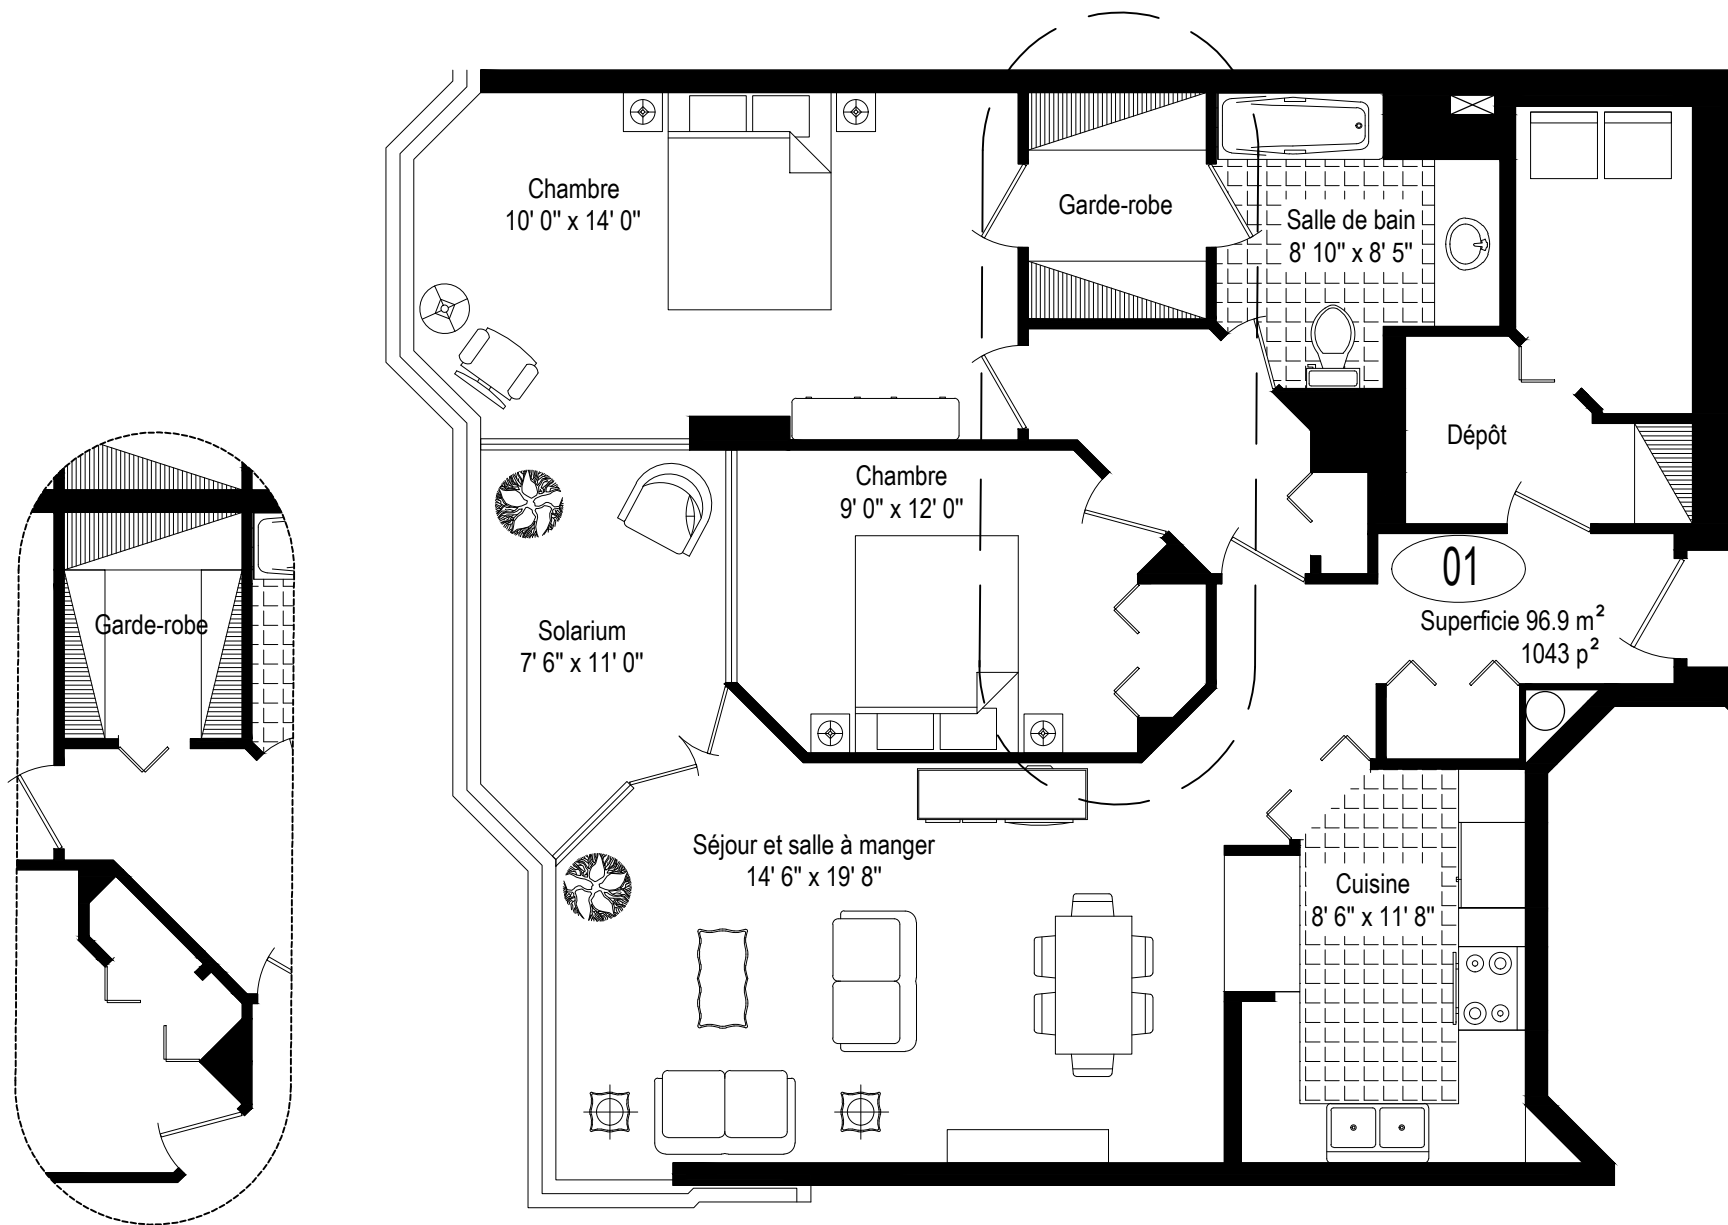 Chambre
10' 0" x 14' 0"
Garde-robe
Salle de bain
8' 10" x 8' 5"
Dépôt
Chambre
9' 0" x 12' 0"
01
Superficie 96.9 m²
1043 p²
Garde-robe
Solarium
7' 6" x 11' 0"
Séjour et salle à manger
14' 6" x 19' 8"
Cuisine
8' 6" x 11' 8"